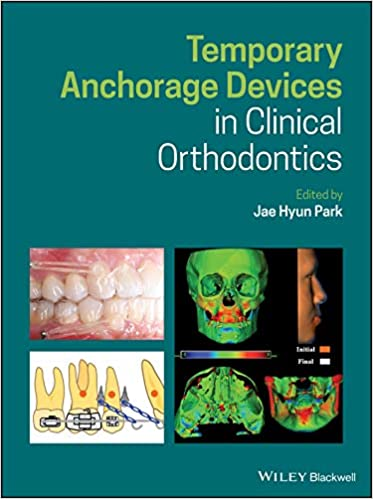 Temporary
Anchorage Devices
in Clinical
Orthodontics
Edited by
Jae Hyun Park
Initial
Final
WILEY Blackwell